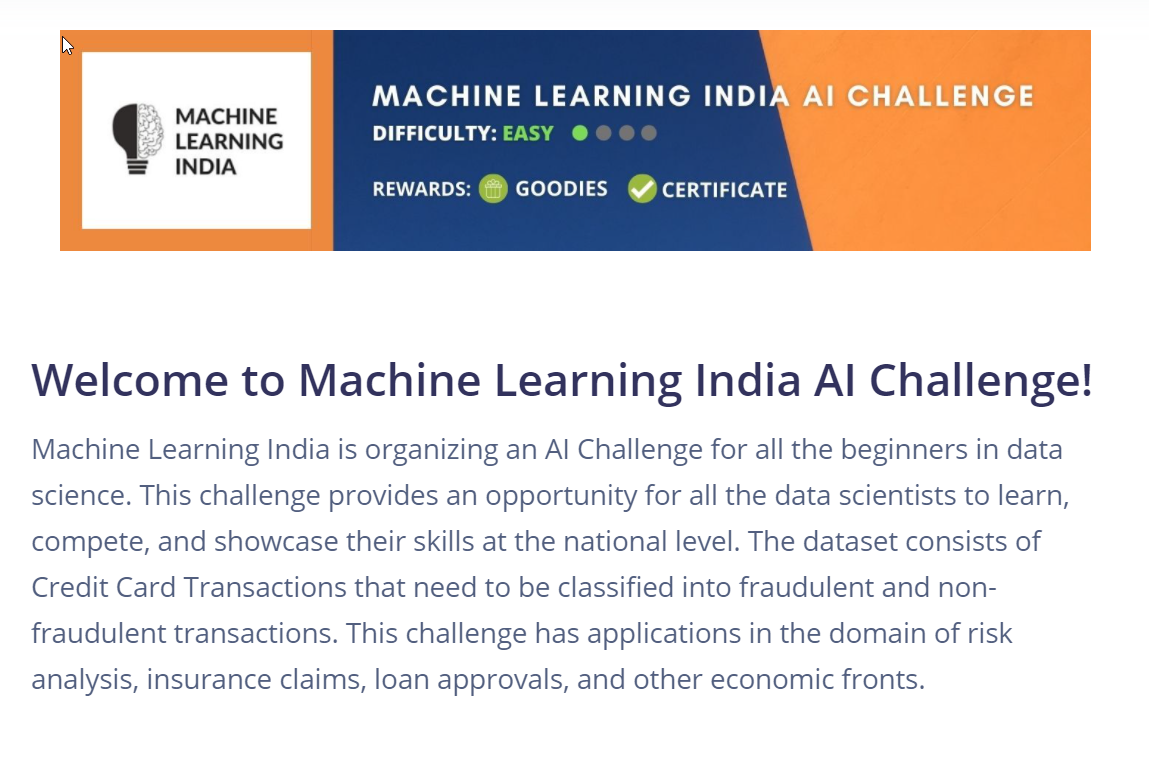 MACHINE
LEARNING
INDIA
MACHINE LEARNING INDIA AI CHALLENGE
DIFFICULTY: EASY
REWARDS: GOODIES CERTIFICATE
Welcome to Machine Learning India AI Challenge!
Machine Learning India is organizing an AI Challenge for all the beginners in data
science. This challenge provides an opportunity for all the data scientists to learn,
compete, and showcase their skills at the national level. The dataset consists of
Credit Card Transactions that need to be classified into fraudulent and non-
fraudulent transactions. This challenge has applications in the domain of risk
analysis, insurance claims, loan approvals, and other economic fronts.